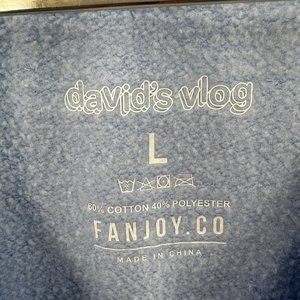 david's vlog
L
60% COTTON 40% POLYESTER
FANJOY.CO
MADE IN CHINA